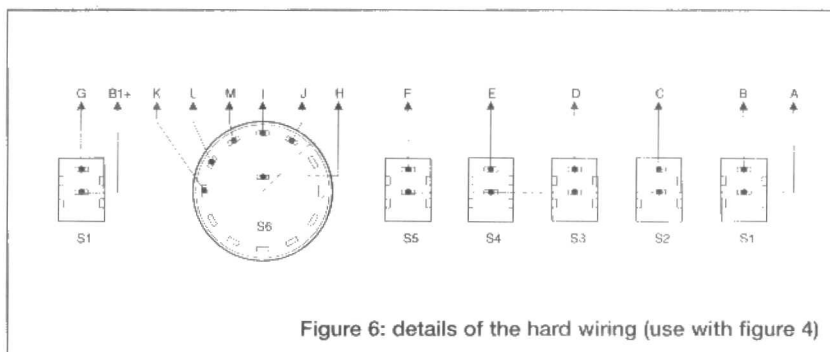 G B1+ K L M I J H F E D C B A
S6
S1 S5 S4 S3 S2 S1
Figure 6: details of the hard wiring (use with figure 4)